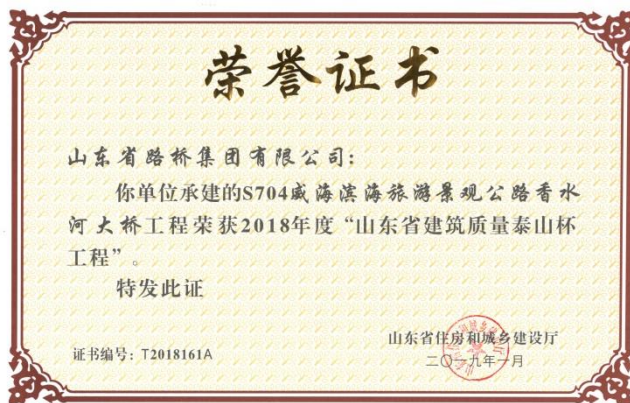 荣誉证书
山东省路桥集团有限公司：
你单位承建的S704威海滨海旅游景观公路香水
河大桥工程荣获2018年度“山东省建筑质量泰山杯
工程”。
特发此证
山东省住房和城乡建设厅
证书编号：T2018161A
二〇一九年一月